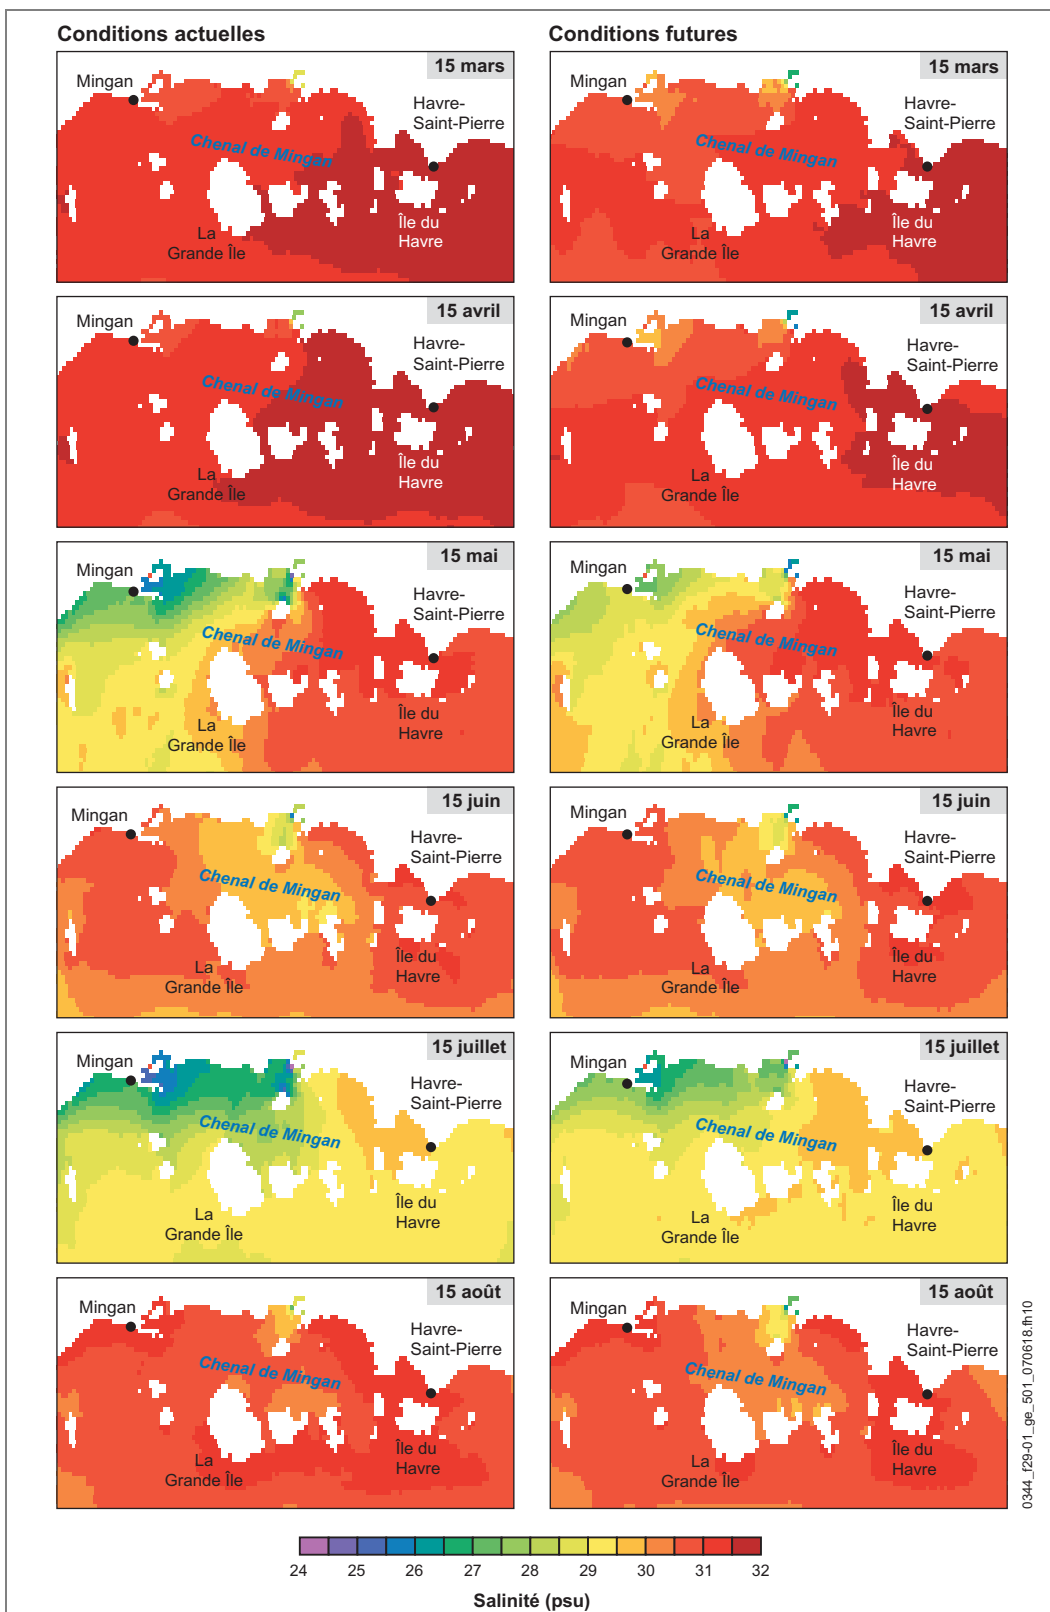 Conditions actuelles
Conditions futures
15 mars
Mingan
Havre-
Saint-Pierre
Chenal de Mingan
La
Grande Île
Île du
Havre
15 mars
Mingan
Havre-
Saint-Pierre
Chenal de Mingan
La
Grande Île
Île du
Havre
15 avril
Mingan
Havre-
Saint-Pierre
Chenal de Mingan
La
Grande Île
Île du
Havre
15 avril
Mingan
Havre-
Saint-Pierre
Chenal de Mingan
La
Grande Île
Île du
Havre
15 mai
Mingan
Havre-
Saint-Pierre
Chenal de Mingan
La
Grande Île
Île du
Havre
15 mai
Mingan
Havre-
Saint-Pierre
Chenal de Mingan
La
Grande Île
Île du
Havre
15 juin
Mingan
Havre-
Saint-Pierre
Chenal de Mingan
La
Grande Île
Île du
Havre
15 juin
Mingan
Havre-
Saint-Pierre
Chenal de Mingan
La
Grande Île
Île du
Havre
15 juillet
Mingan
Havre-
Saint-Pierre
Chenal de Mingan
La
Grande Île
Île du
Havre
15 juillet
Mingan
Havre-
Saint-Pierre
Chenal de Mingan
La
Grande Île
Île du
Havre
15 août
Mingan
Havre-
Saint-Pierre
Chenal de Mingan
La
Grande Île
Île du
Havre
15 août
Mingan
Havre-
Saint-Pierre
Chenal de Mingan
La
Grande Île
Île du
Havre
0344_f29-01_ge_501_070618.fh10
24 25 26 27 28 29 30 31 32
Salinité (psu)